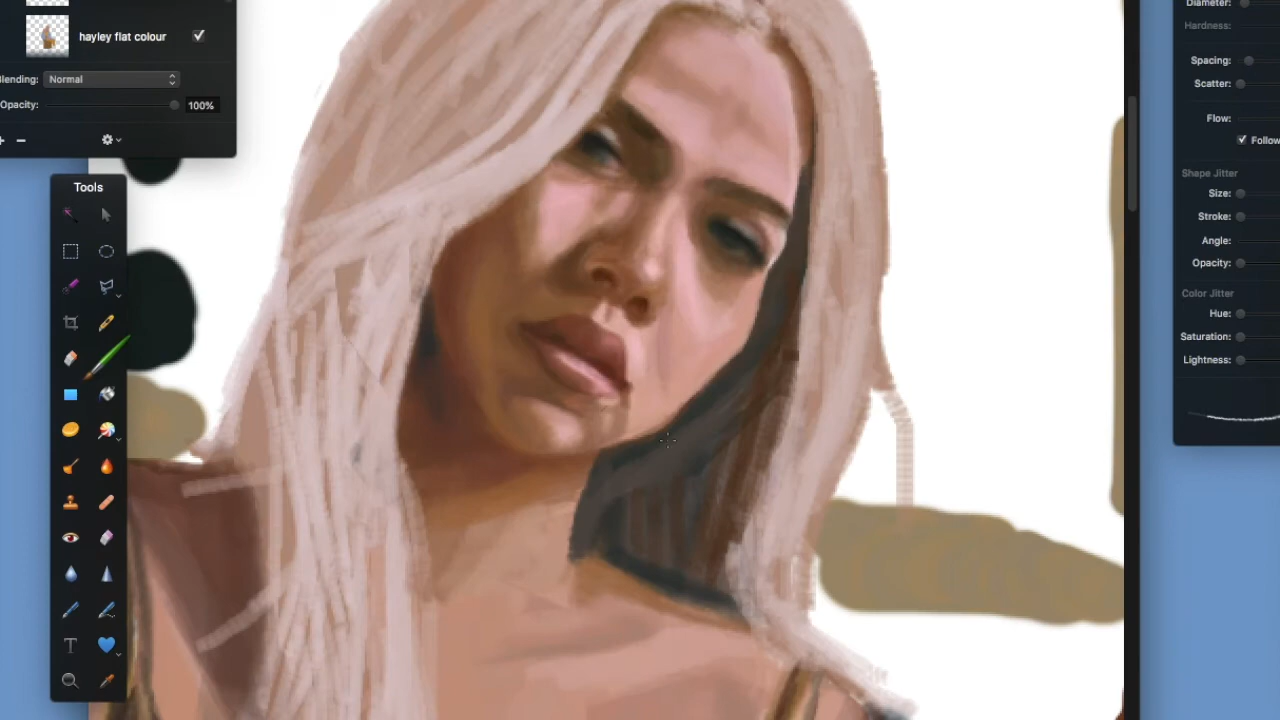 hayley flat colour
Blending: Normal
Opacity: 100%
Tools
T
Diameter:
Hardness:
Spacing:
Scatter:
Flow:
Follow
Shape Jitter
Size:
Stroke:
Angle:
Opacity:
Color Jitter
Hue:
Saturation:
Lightness: